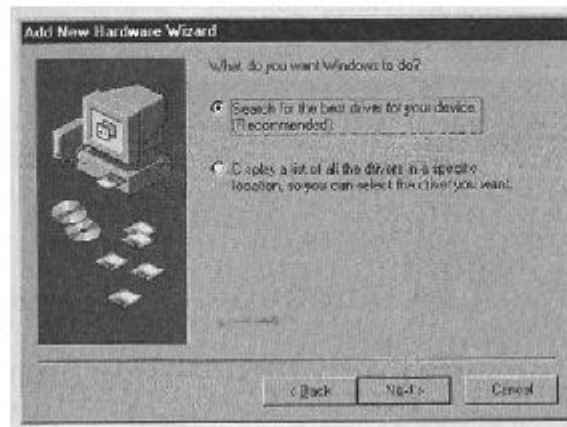 Add New Hardware Wizard
What do you want Windows to do?
Search for the best driver for your device.
(Recommended).
Display a list of all the drivers in a specific
location, so you can select the driver you want.
< Back
Next >
Cancel